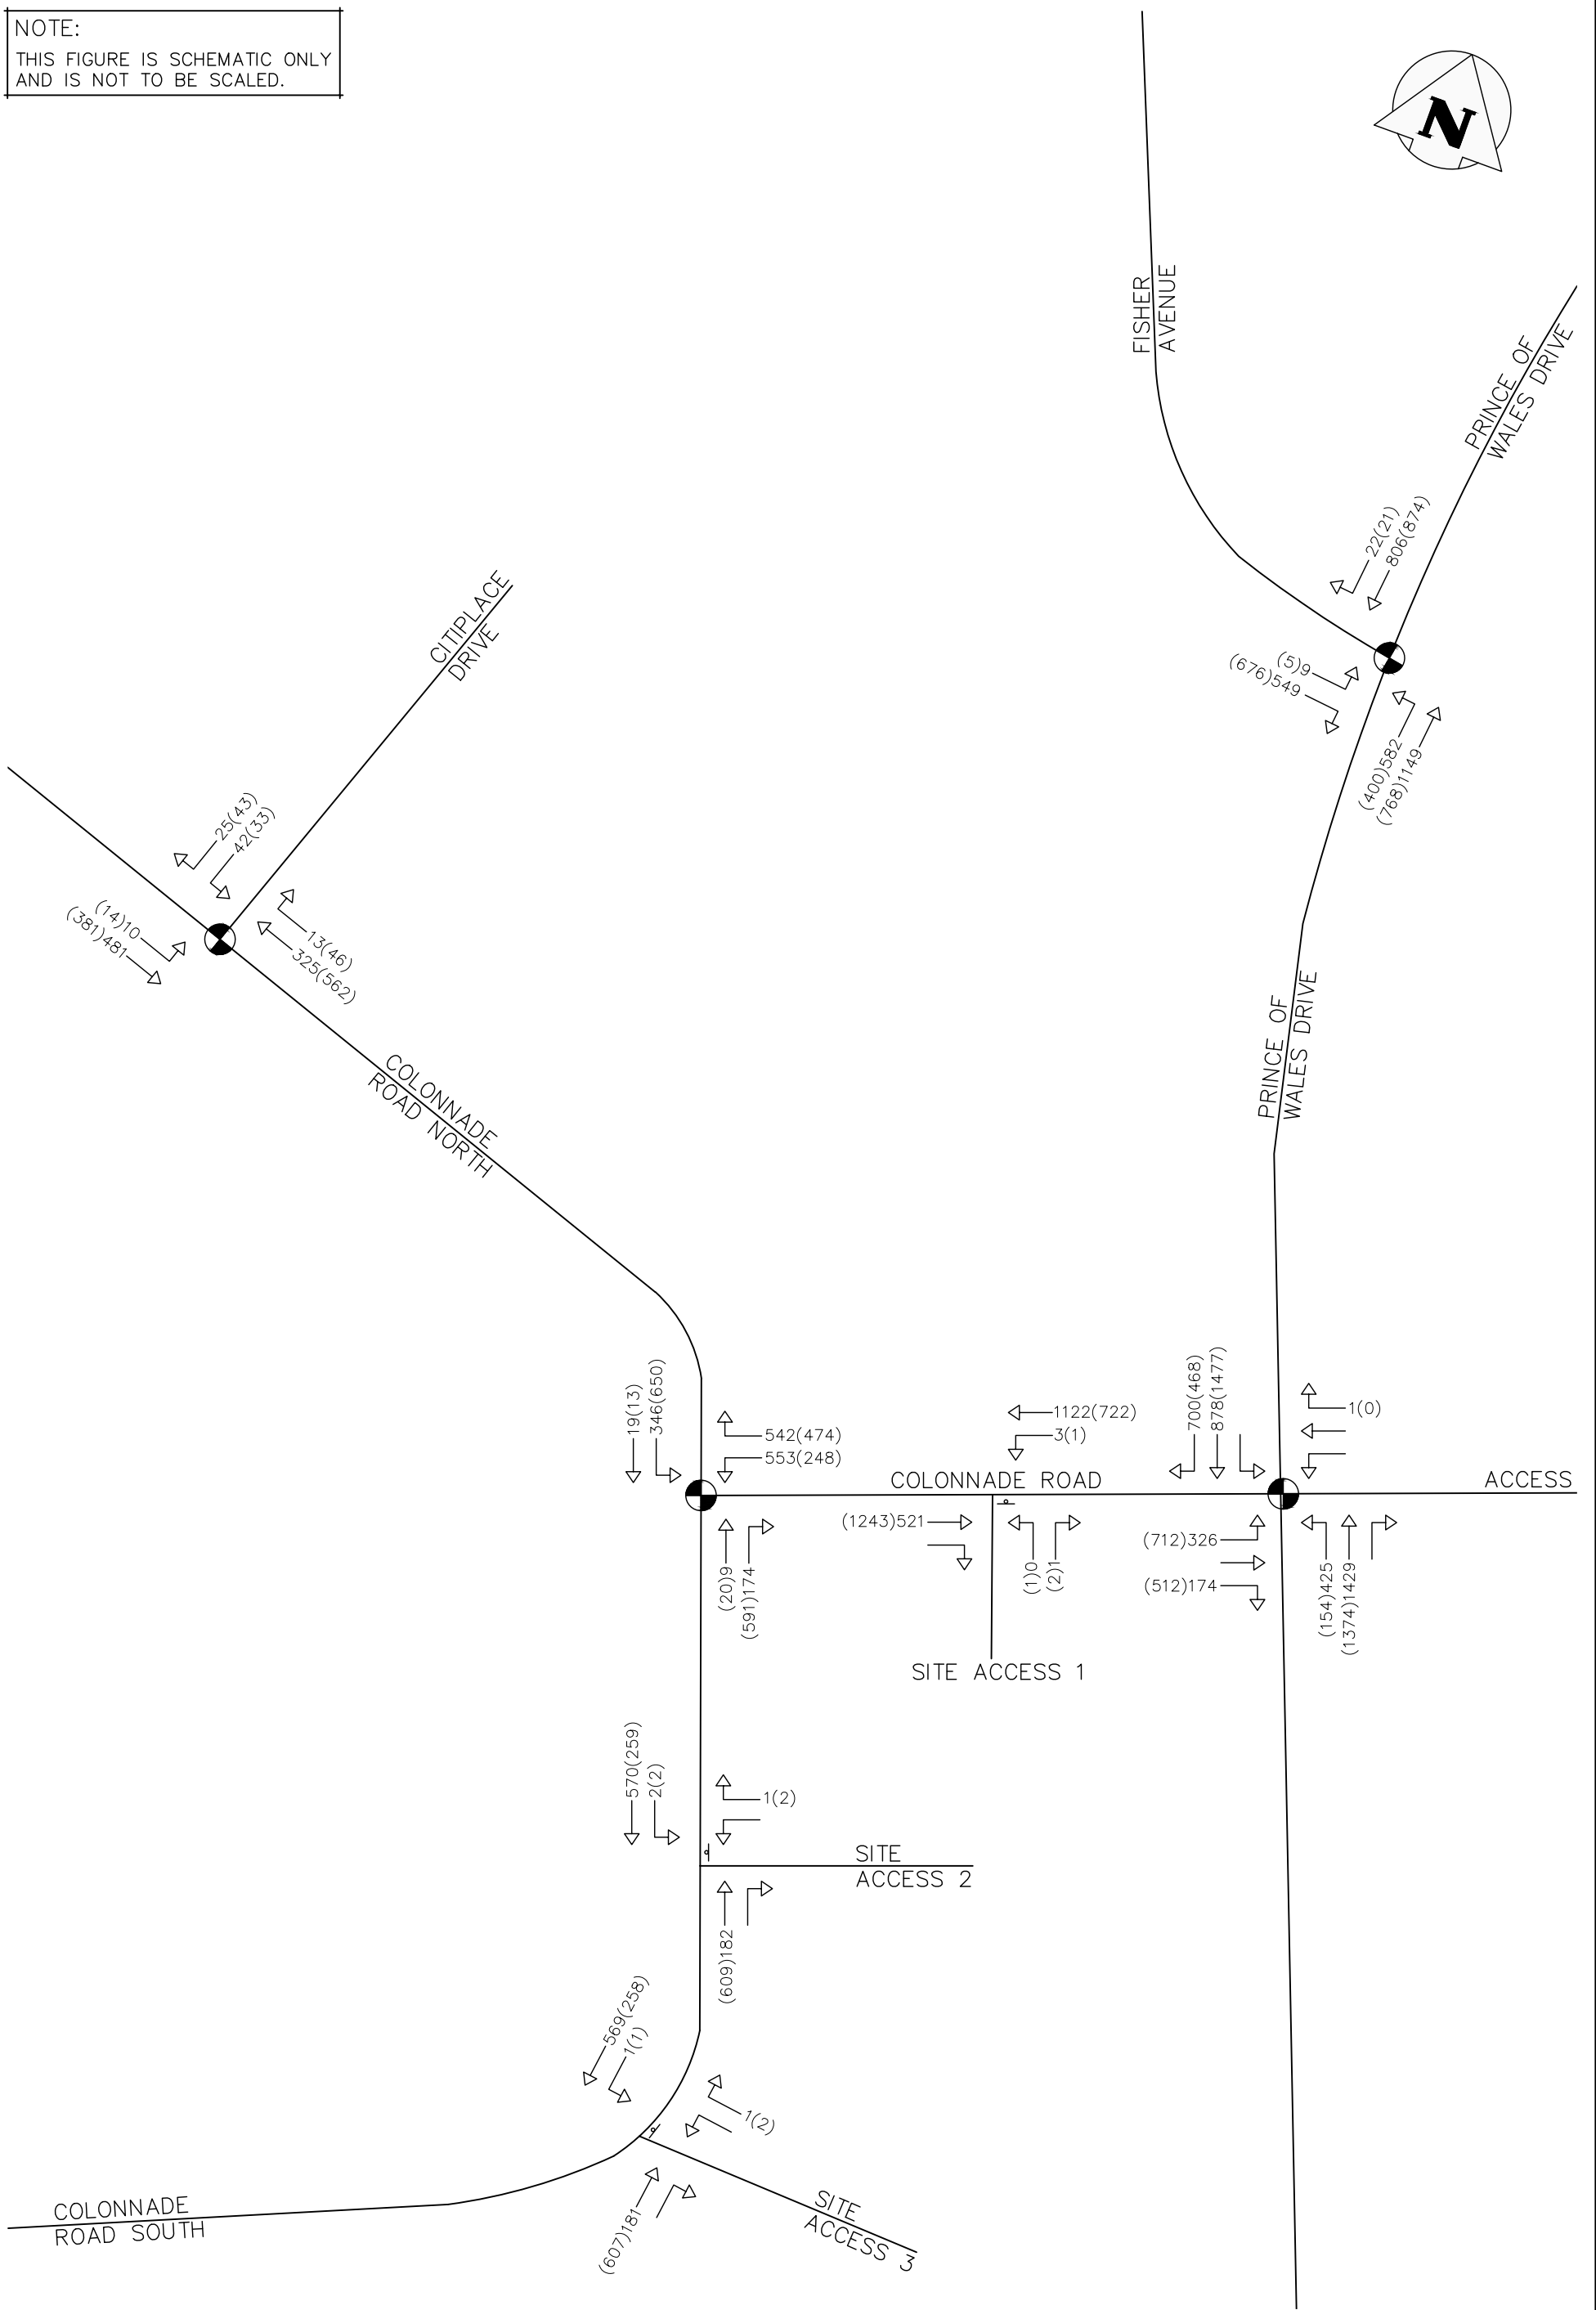 NOTE:
THIS FIGURE IS SCHEMATIC ONLY
AND IS NOT TO BE SCALED.
N
FISHER
AVENUE
PRINCE OF
WALES DRIVE
22(21)
806(874)
(5)9
(676)549
(400)582
(768)1149
CITIPLACE
DRIVE
25(43)
42(33)
(14)10
(381)481
13(46)
325(562)
COLONNADE
ROAD NORTH
PRINCE OF
WALES DRIVE
19(13)
346(650)
542(474)
553(248)
1122(722)
3(1)
700(468)
878(1477)
1(0)
COLONNADE ROAD
ACCESS
(20)9
(591)174
(1243)521
(1)0
(2)1
(712)326
(512)174
(154)425
(1374)1429
SITE ACCESS 1
570(259)
2(2)
1(2)
SITE
ACCESS 2
(609)182
569(258)
1(1)
1(2)
(607)181
SITE
ACCESS 3
COLONNADE
ROAD SOUTH